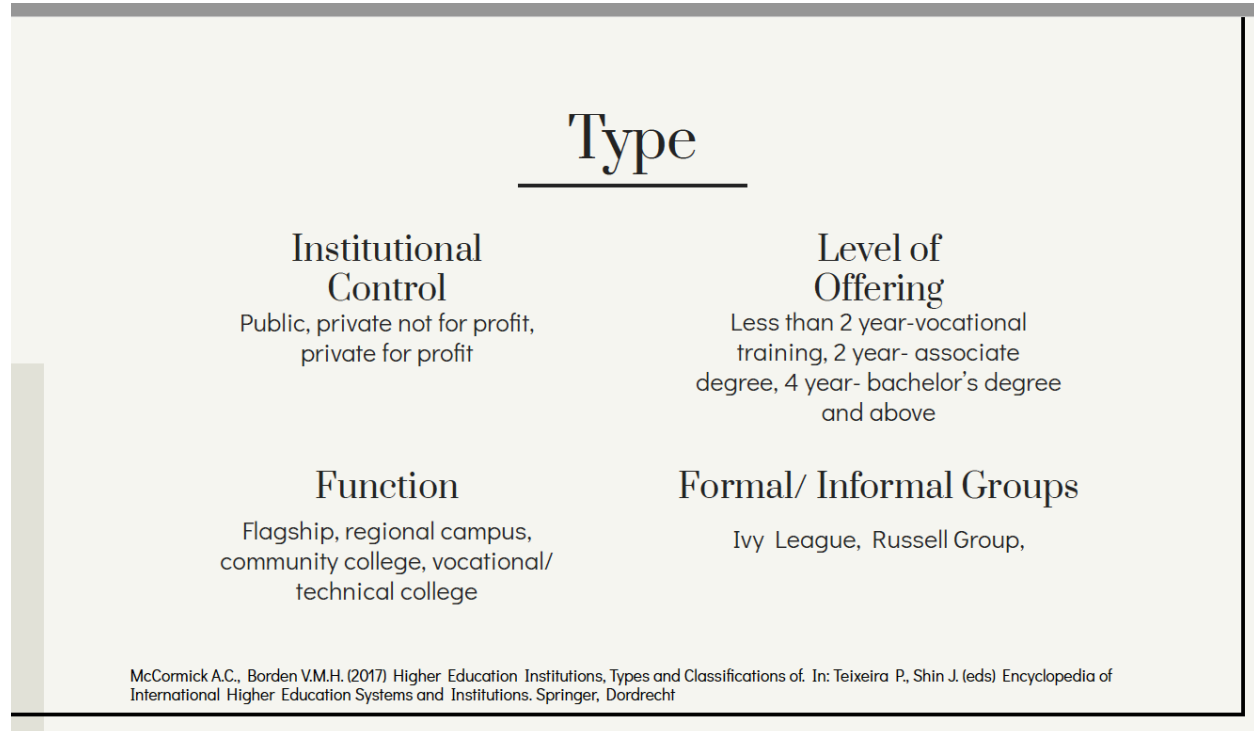 Type
Institutional
Control
Public, private not for profit,
private for profit
Level of
Offering
Less than 2 year-vocational
training, 2 year- associate
degree, 4 year- bachelor's degree
and above
Function
Flagship, regional campus,
community college, vocational/
technical college
Formal/ Informal Groups
Ivy League, Russell Group,
McCormick A.C., Borden V.M.H. (2017) Higher Education Institutions, Types and Classifications of. In: Teixeira P., Shin J. (eds) Encyclopedia of
International Higher Education Systems and Institutions. Springer, Dordrecht